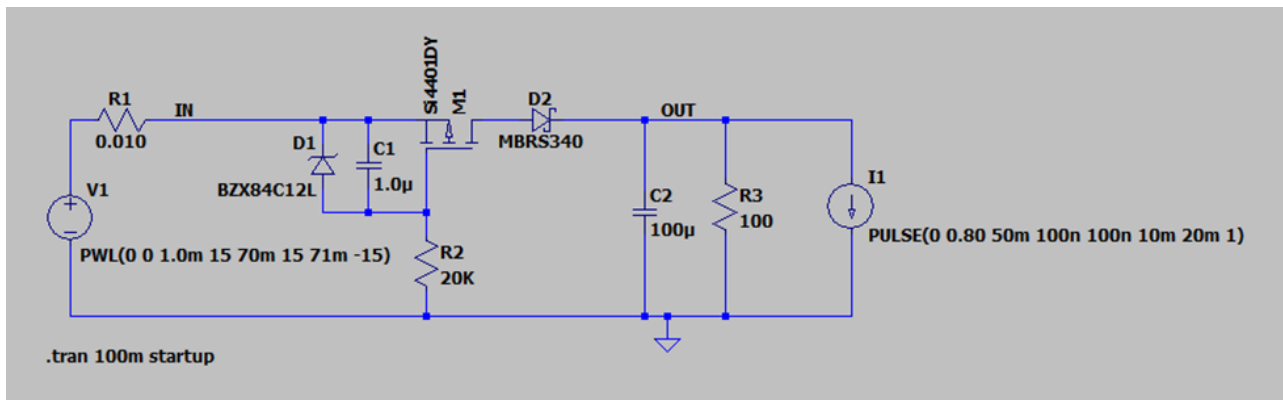 Si4401DY
M1
R1
IN
0.010
D2
OUT
MBRS340
D1
C1
BZX84C12L
1.0µ
V1
PWL(0 0 1.0m 15 70m 15 71m -15)
R2
20K
C2
100µ
R3
100
I1
PULSE(0 0.80 50m 100n 100n 10m 20m 1)
.tran 100m startup